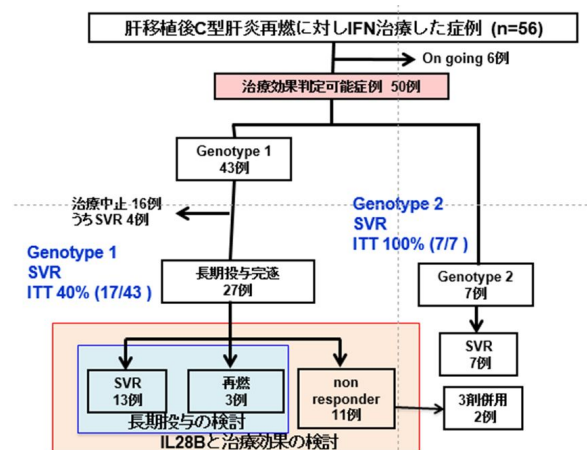 肝移植後C型肝炎再燃に対しIFN治療した症例 (n=56)
On going 6例
治療効果判定可能症例 50例
Genotype 1
43例
治療中止 16例
うちSVR 4例
Genotype 1
SVR
ITT 40% (17/43 )
Genotype 2
SVR
ITT 100% (7/7 )
長期投与完遂
27例
Genotype 2
7例
SVR
7例
SVR
13例
再燃
3例
non
responder
11例
3剤併用
2例
長期投与の検討
IL28Bと治療効果の検討